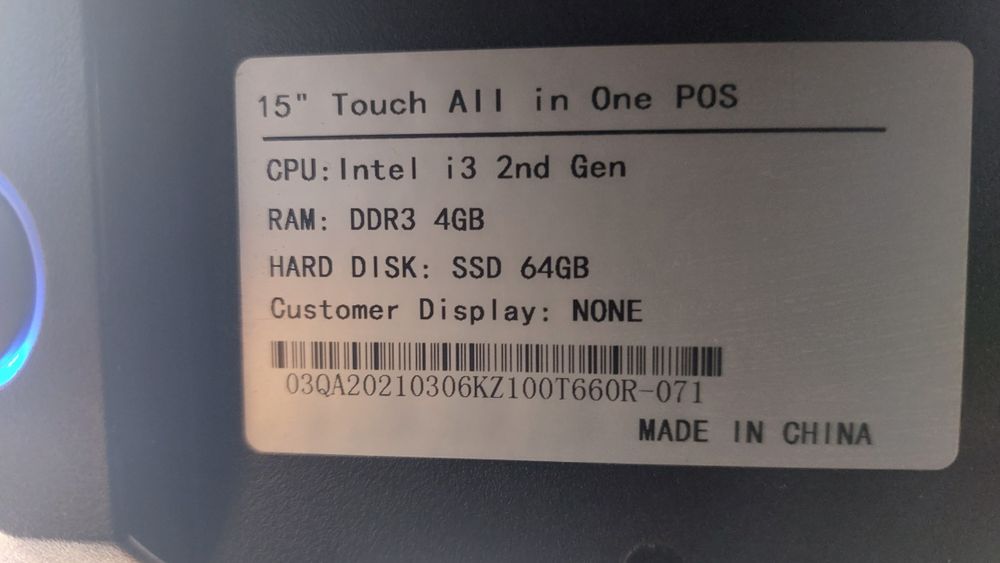 15" Touch All in One POS
CPU:Intel i3 2nd Gen
RAM: DDR3 4GB
HARD DISK: SSD 64GB
Customer Display: NONE
03QA20210306KZ100T660R-071
MADE IN CHINA